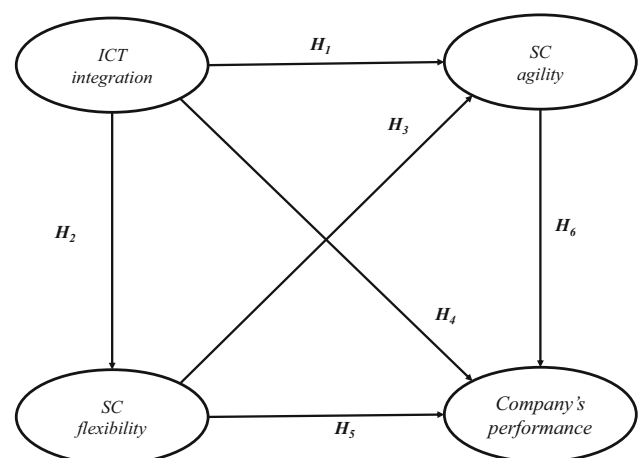 ICT
integration
H₁
SC
agility
H₃
H₂
H₆
H₄
SC
flexibility
H₅
Company's
performance